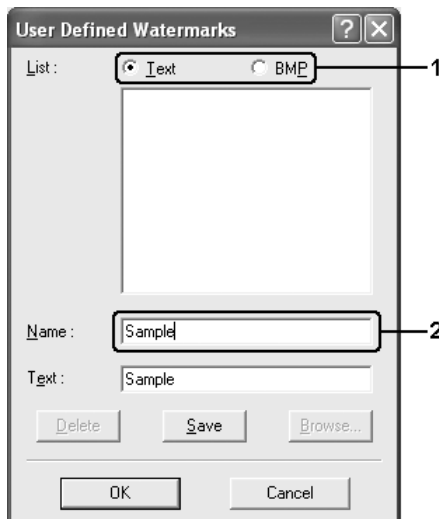 User Defined Watermarks
List : Text BMP 1
Name : Sample 2
Text : Sample
Delete Save Browse...
OK Cancel